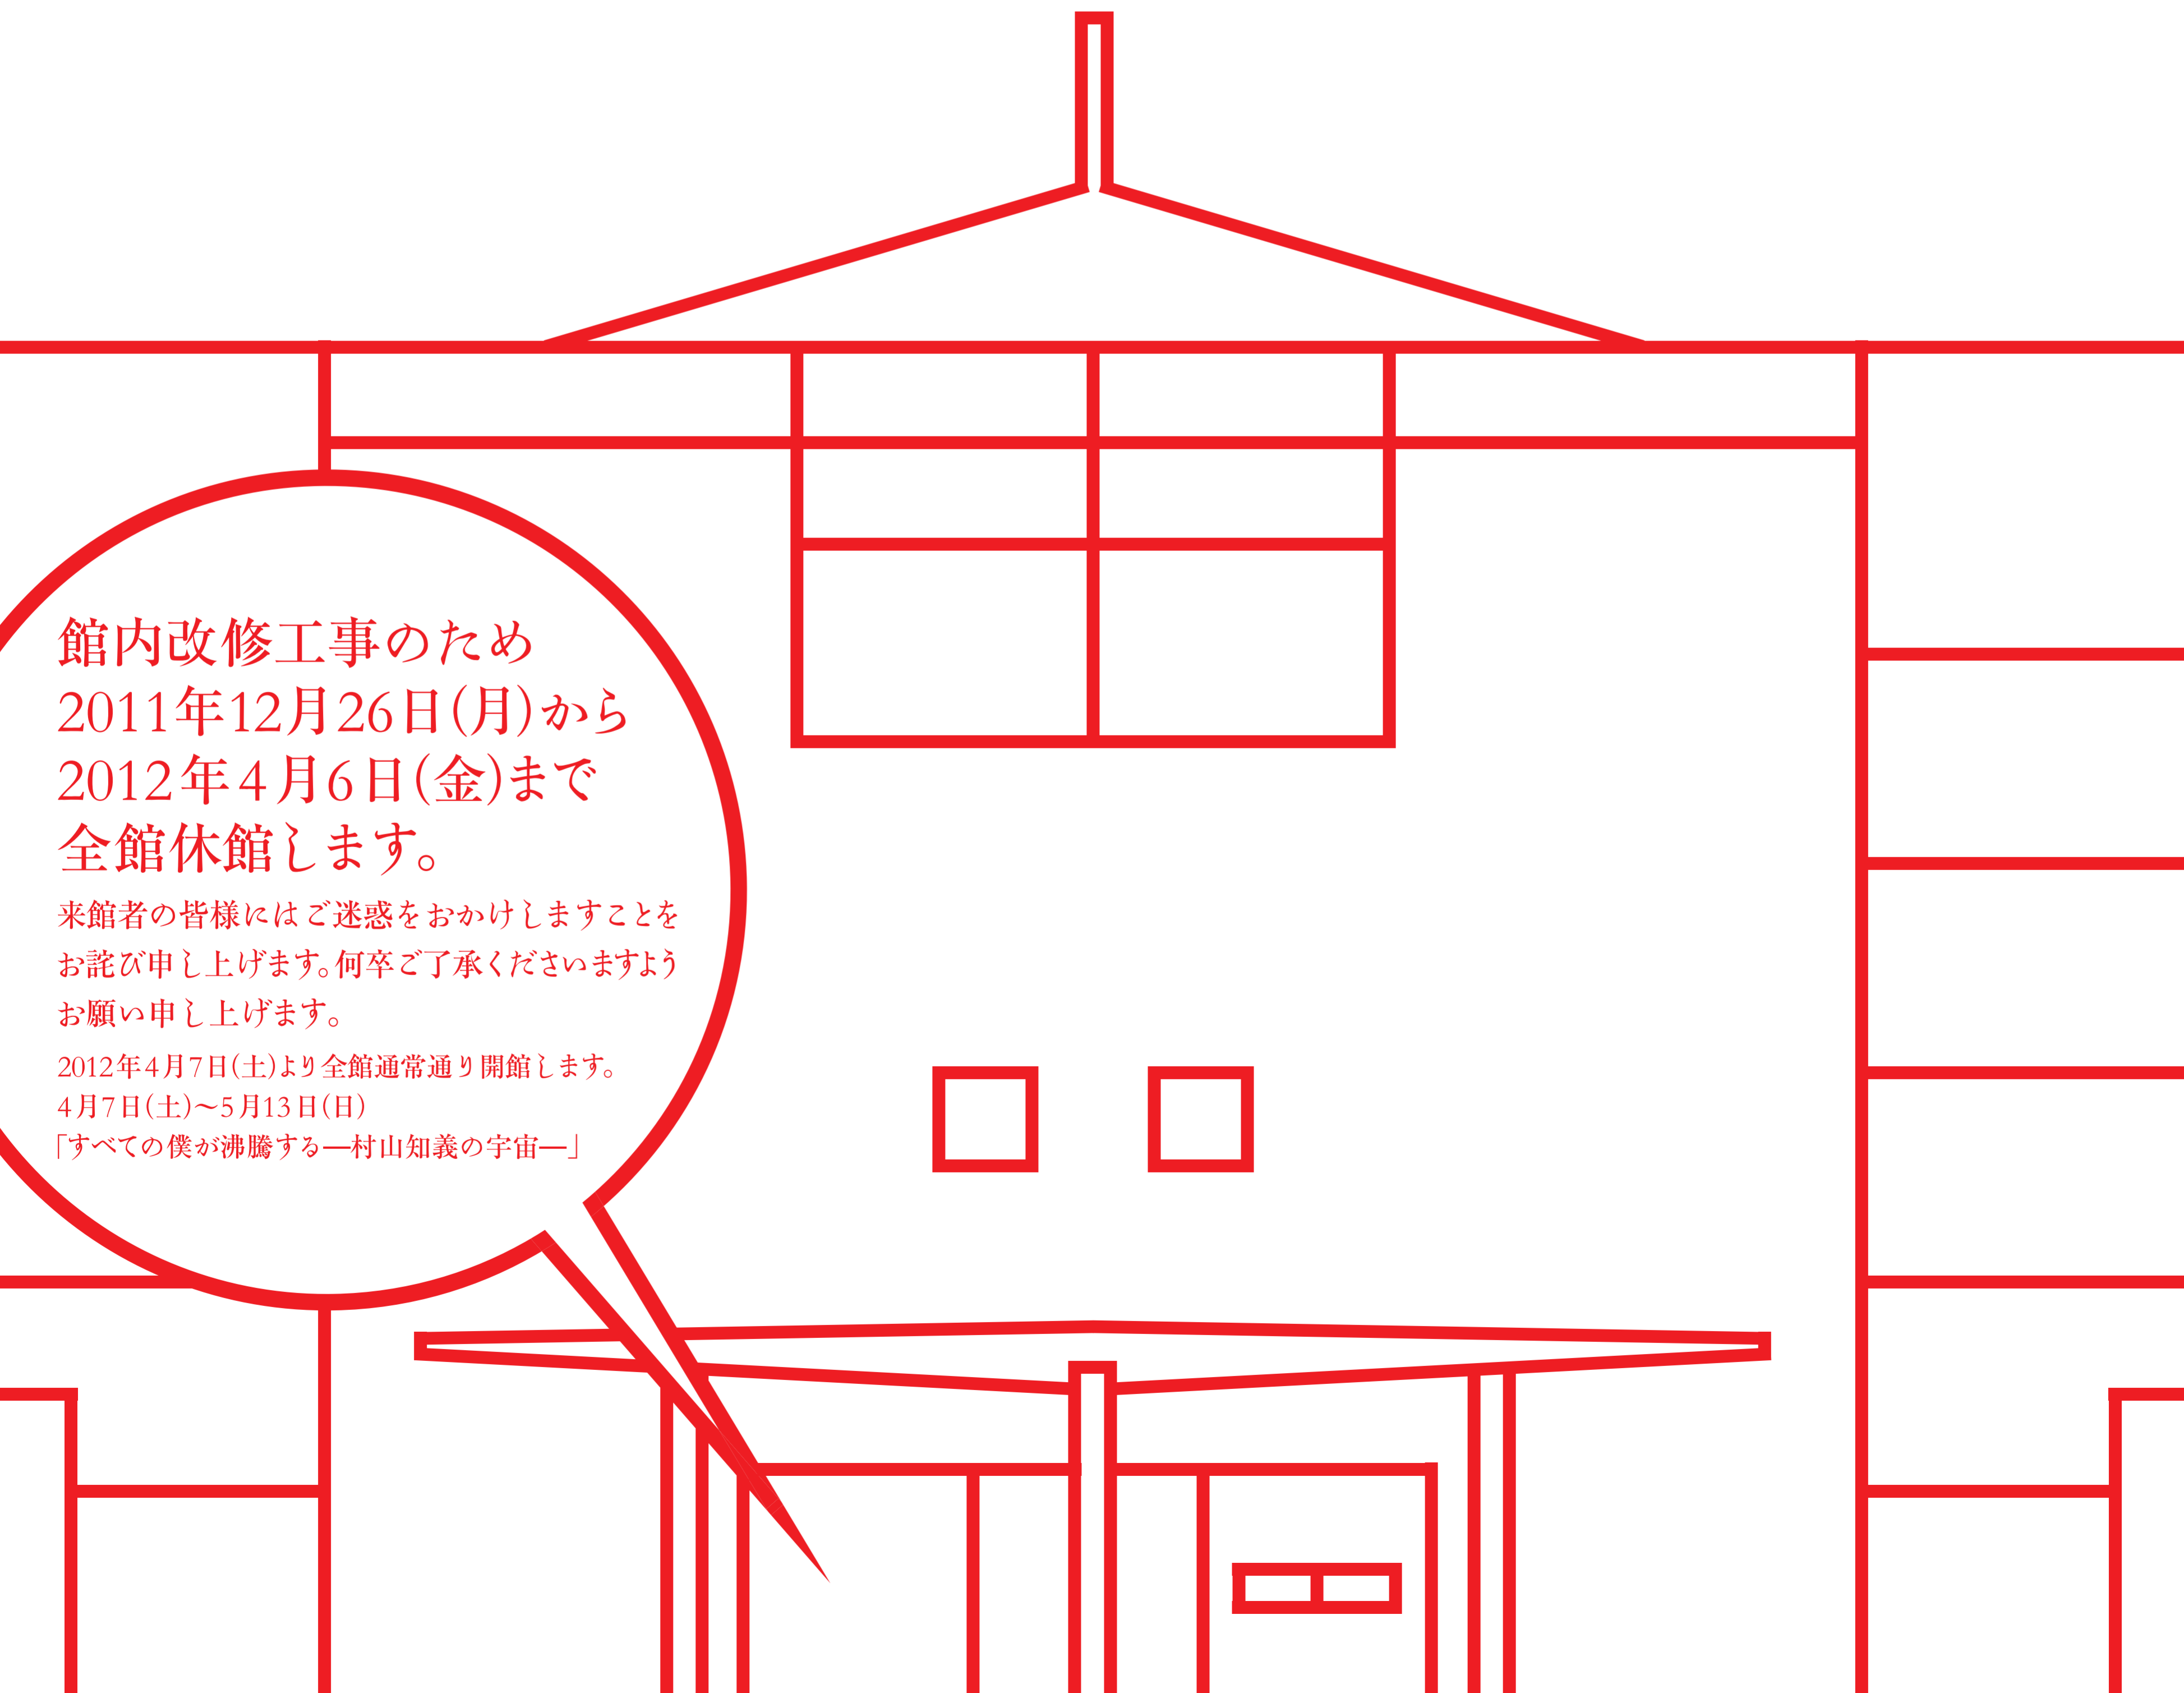 館内改修工事のため
2011年12月26日(月)から
2012年4月6日(金)まで
全館休館します。
来館者の皆様にはご迷惑をおかけしますことを
お詫び申し上げます。何卒ご了承くださいますよう
お願い申し上げます。
2012年4月7日(土)より全館通常通り開館します。
4月7日(土)〜5月13日(日)
「すべての僕が沸騰する―村山知義の宇宙―」